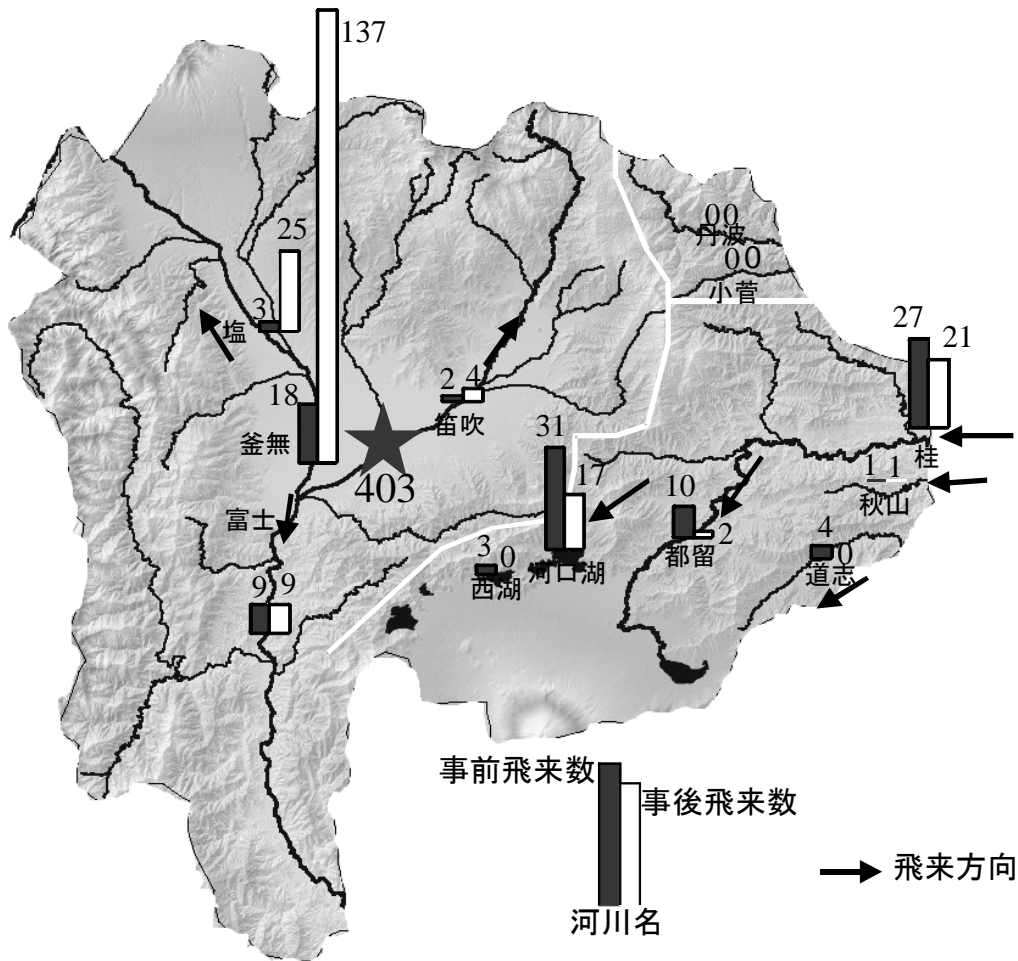 137
25
3
塩
18
釜無
403
富士
9 9
2 4
笛吹
00
丹波
00
小菅
27
21
桂
1 1
秋山
31
17
河口湖
3 0
西湖
10
2
都留
4
0
道志
事前飛来数
事後飛来数
河川名
飛来方向